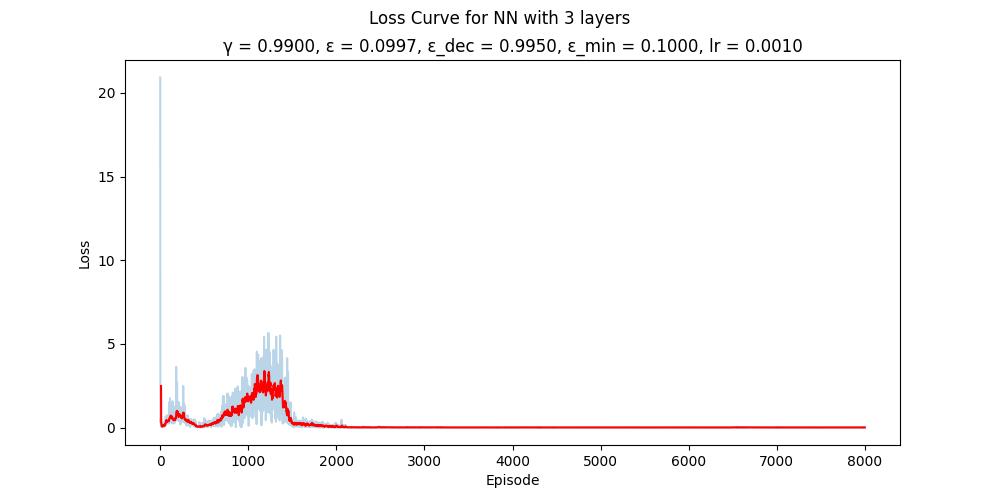 Loss Curve for NN with 3 layers
γ = 0.9900, ε = 0.0997, ε_dec = 0.9950, ε_min = 0.1000, lr = 0.0010
20
15
10
5
0
Loss
0 1000 2000 3000 4000 5000 6000 7000 8000
Episode